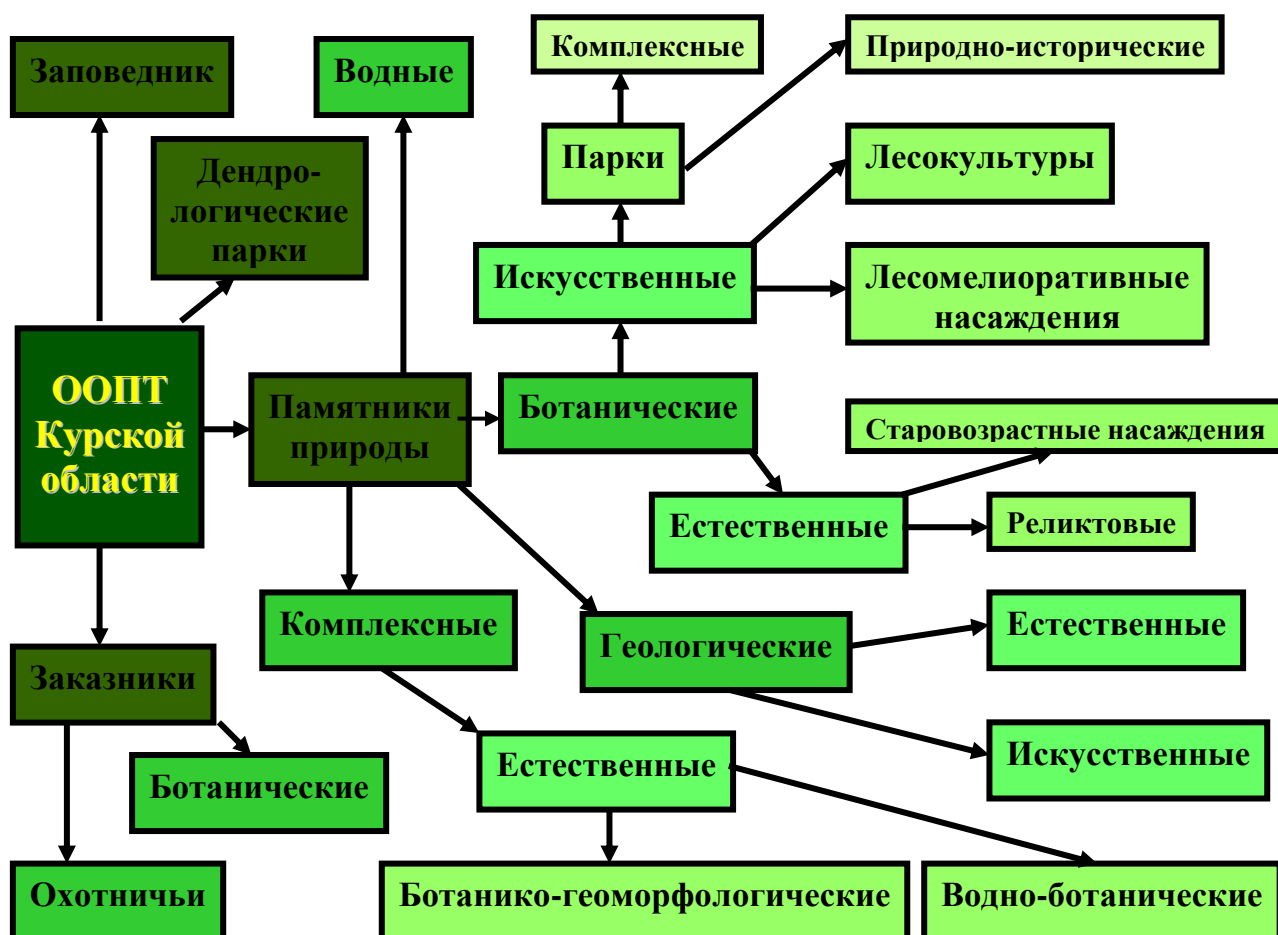 Комплексные
Природно-исторические
Заповедник
Водные
Парки
Лесокультуры
Дендро-
логические
парки
Искусственные
Лесомелиоративные
насаждения
ООПТ
Курской
области
Памятники
природы
Ботанические
Старовозрастные насаждения
Естественные
Реликтовые
Комплексные
Геологические
Естественные
Заказники
Естественные
Искусственные
Ботанические
Охотничьи
Ботанико-геоморфологические
Водно-ботанические